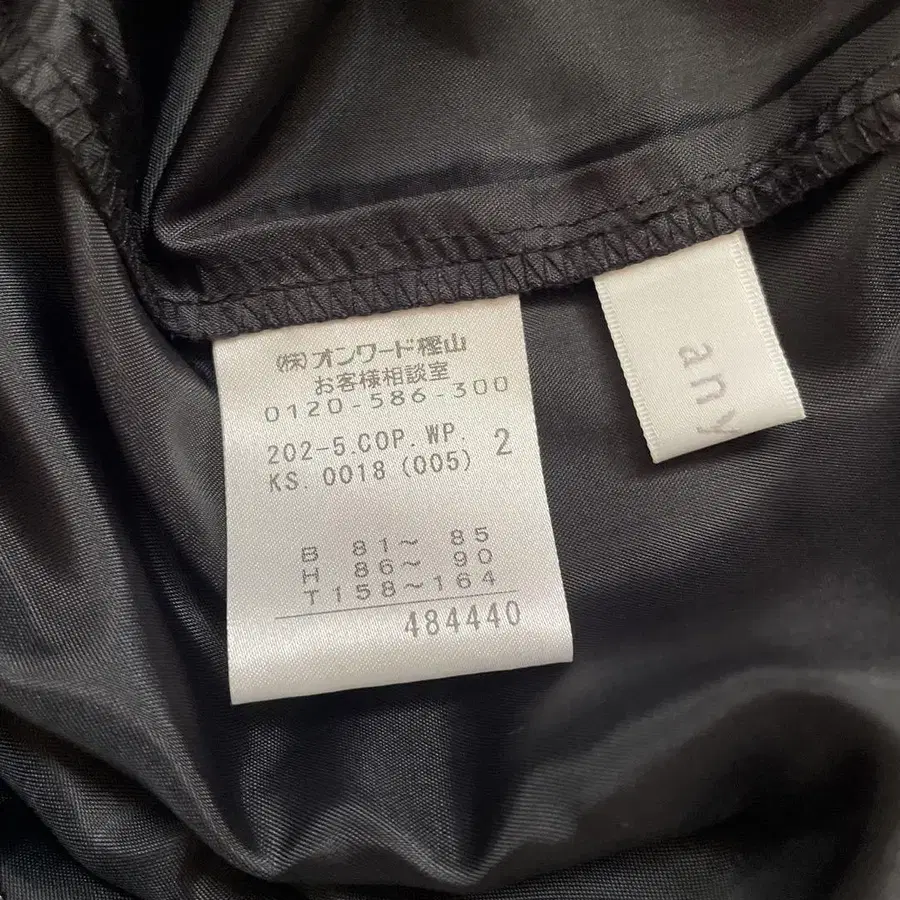 (株)オンワード樫山
お客様相談室
0120-586-300
202-5.COP.WP. 2
KS. 0018 (005)
B 81～ 85
H 86～ 90
T 158～164
484440
any